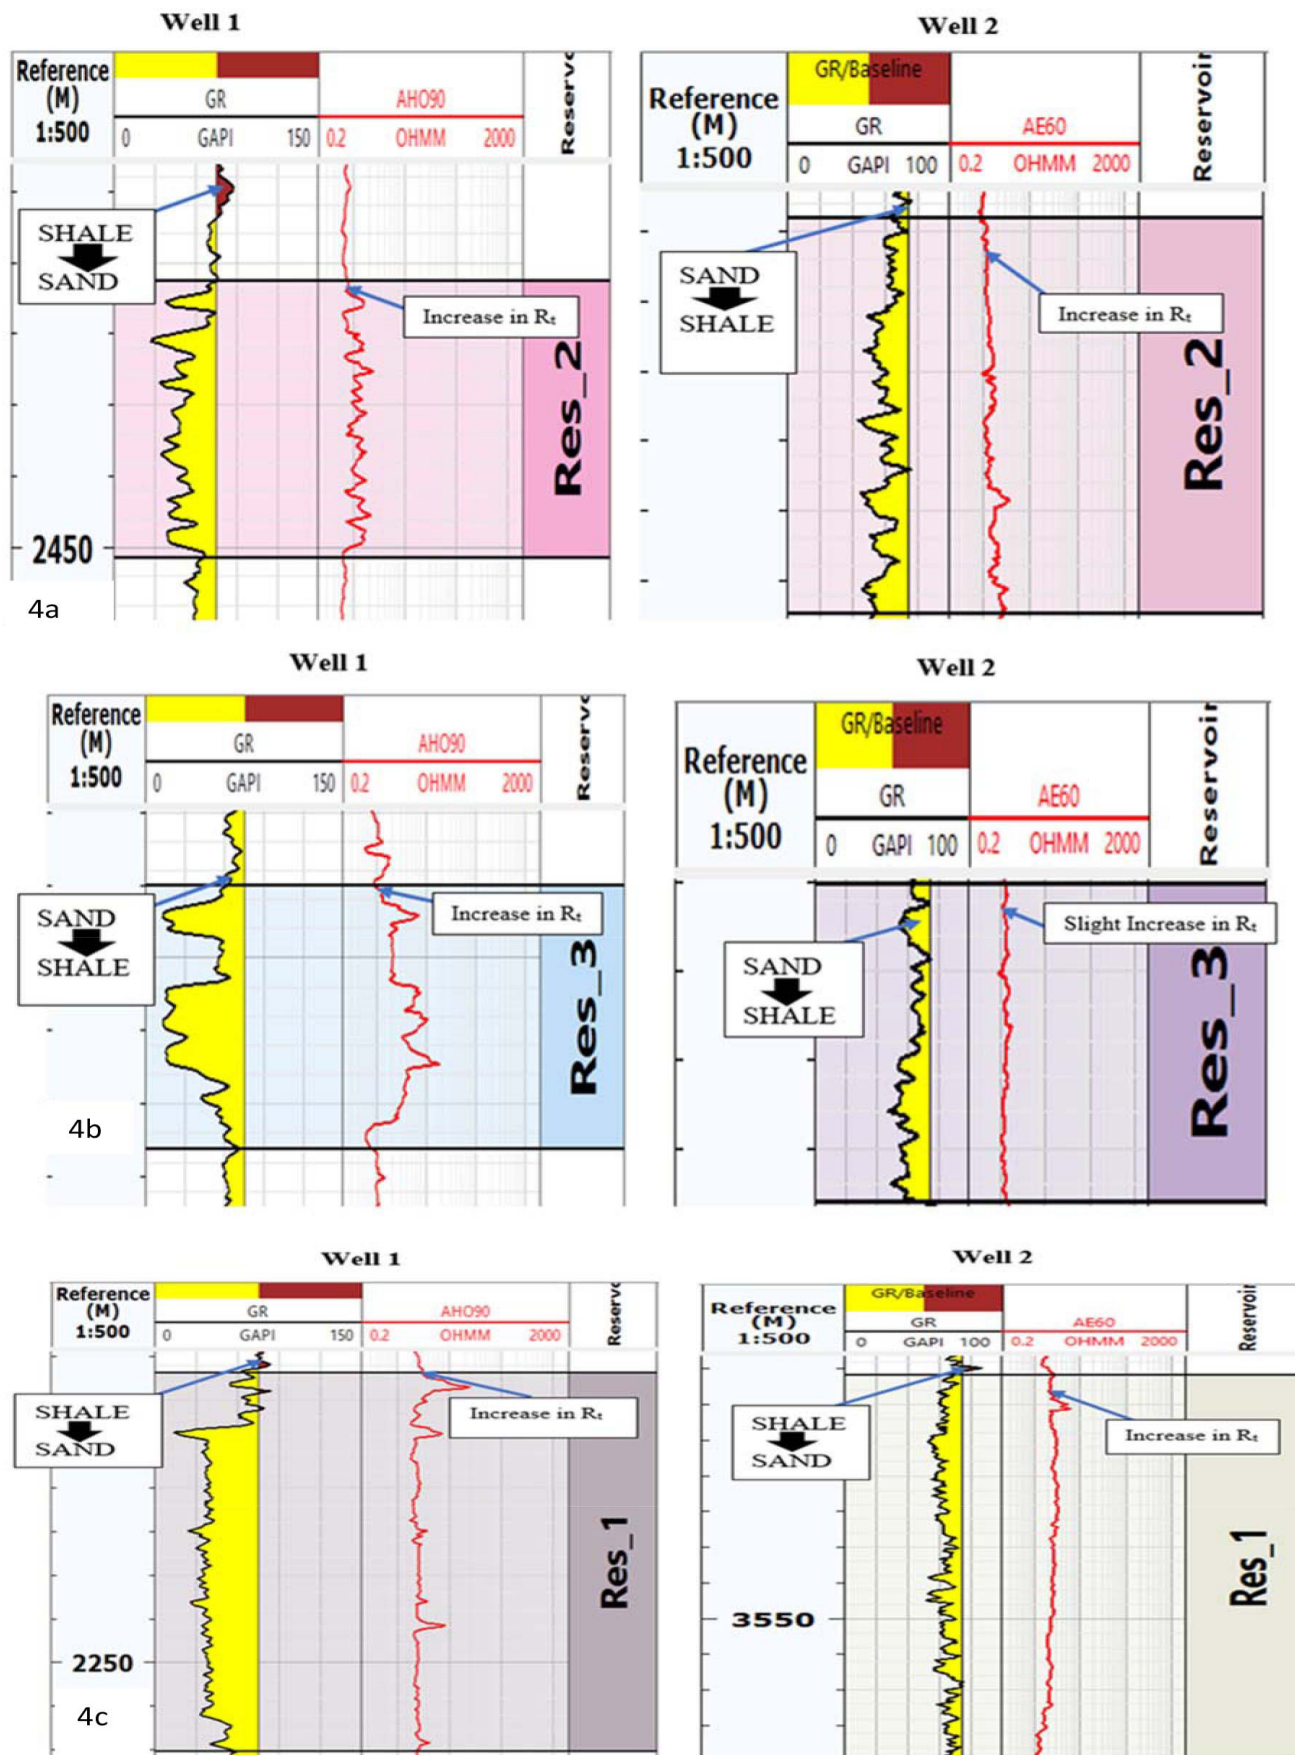 Well 1
Reference
(M)
1:500
GR
0 GAPI 150
AHO90
0.2 OHMM 2000
Reservo
SHALE
SAND
Increase in Rt
Res_2
2450
4a
Well 2
Reference
(M)
1:500
GR/Baseline
GR
0 GAPI 100
AE60
0.2 OHMM 2000
Reservoir
SAND
SHALE
Increase in Rt
Res_2
Well 1
Reference
(M)
1:500
GR
0 GAPI 150
AHO90
0.2 OHMM 2000
Reservo
SAND
SHALE
Increase in Rt
Res_3
4b
Well 2
Reference
(M)
1:500
GR/Baseline
GR
0 GAPI 100
AE60
0.2 OHMM 2000
Reservoir
SAND
SHALE
Slight Increase in Rt
Res_3
Well 1
Reference
(M)
1:500
GR
0 GAPI 150
AHO90
0.2 OHMM 2000
Reservo
SHALE
SAND
Increase in Rt
Res_1
2250
4c
Well 2
Reference
(M)
1:500
GR/Baseline
GR
0 GAPI 100
AE60
0.2 OHMM 2000
Reservoir
SHALE
SAND
Increase in Rt
Res_1
3550